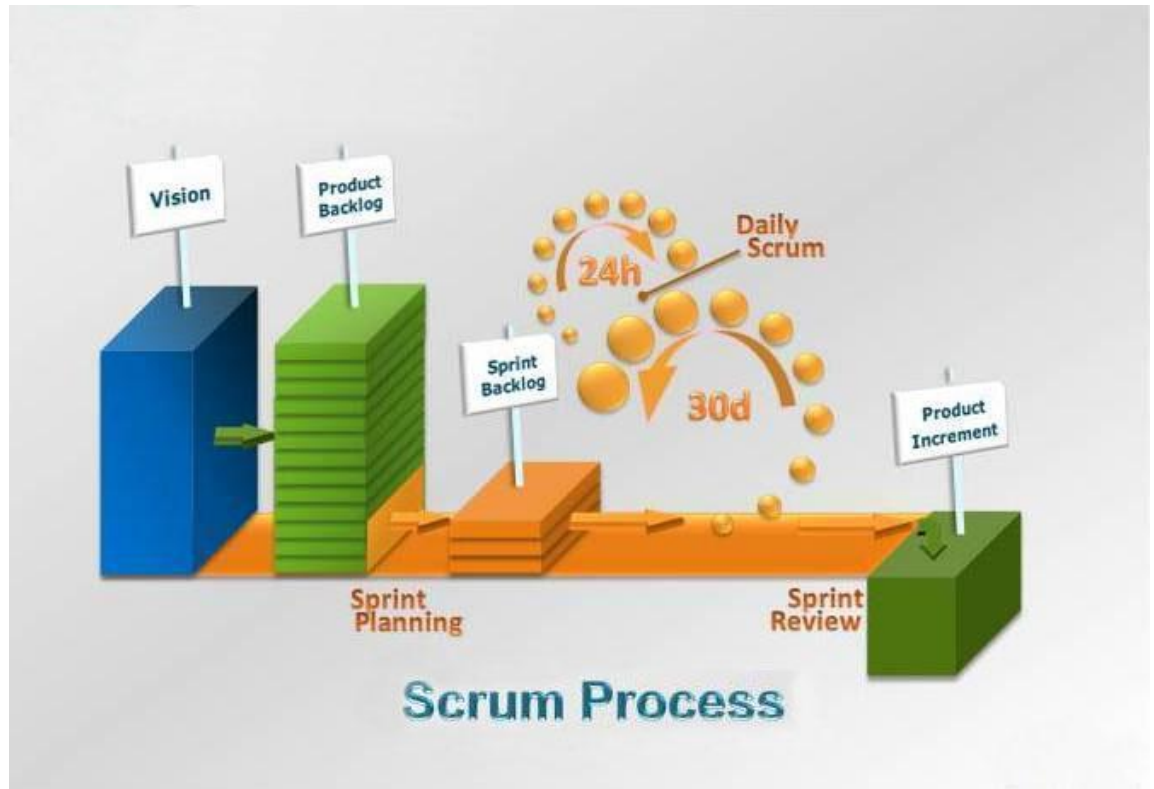 Vision
Product
Backlog
Daily
Scrum
24h
Sprint
Backlog
30d
Product
Increment
Sprint
Planning
Sprint
Review
Scrum Process